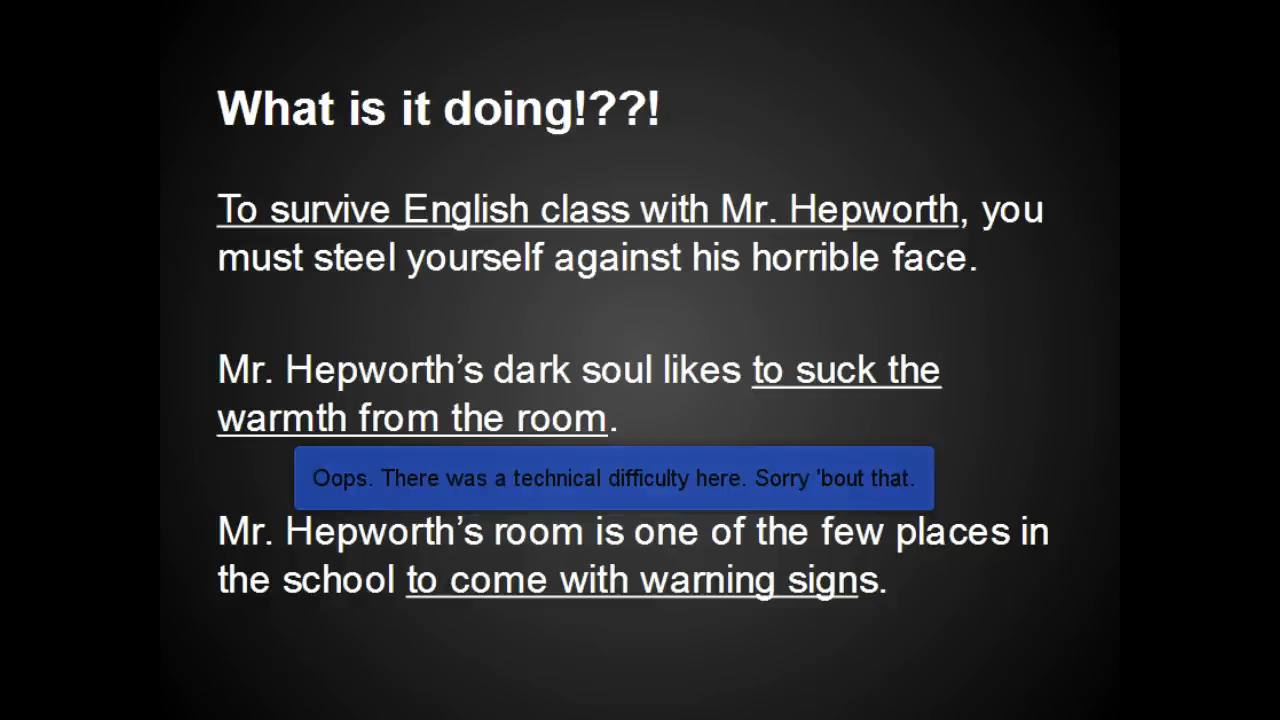 What is it doing!??!
To survive English class with Mr. Hepworth, you
must steel yourself against his horrible face.
Mr. Hepworth’s dark soul likes to suck the
warmth from the room.
Oops. There was a technical difficulty here. Sorry 'bout that.
Mr. Hepworth’s room is one of the few places in
the school to come with warning signs.